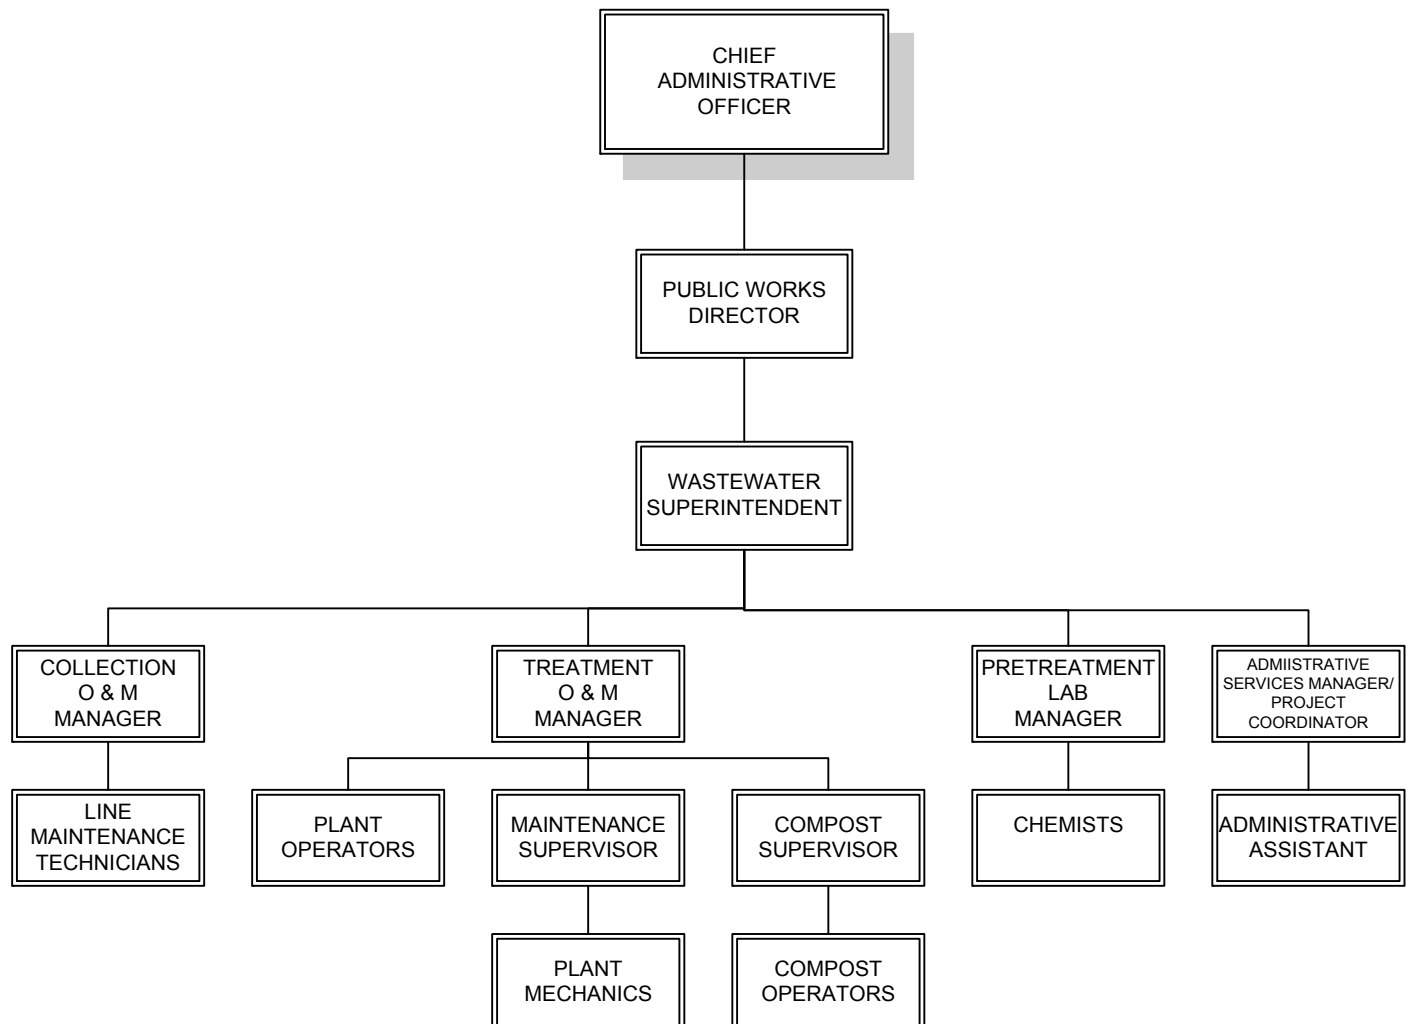 CHIEF
ADMINISTRATIVE
OFFICER
PUBLIC WORKS
DIRECTOR
WASTEWATER
SUPERINTENDENT
COLLECTION
O & M
MANAGER
TREATMENT
O & M
MANAGER
PRETREATMENT
LAB
MANAGER
ADMIISTRATIVE
SERVICES MANAGER/
PROJECT
COORDINATOR
LINE
MAINTENANCE
TECHNICIANS
PLANT
OPERATORS
MAINTENANCE
SUPERVISOR
COMPOST
SUPERVISOR
CHEMISTS
ADMINISTRATIVE
ASSISTANT
PLANT
MECHANICS
COMPOST
OPERATORS